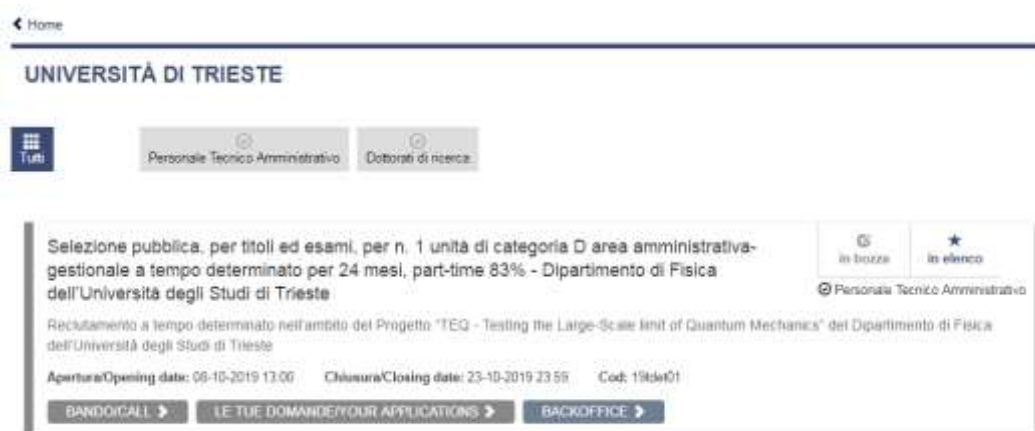 Home
UNIVERSITÀ DI TRIESTE
Tutti
Personale Tecnico Amministrativo
Dottorati di ricerca
Selezione pubblica, per titoli ed esami, per n. 1 unità di categoria D area amministrativa-
gestionale a tempo determinato per 24 mesi, part-time 83% - Dipartimento di Fisica
dell'Università degli Studi di Trieste
in bozza
in elenco
Personale Tecnico Amministrativo
Reclutamento a tempo determinato nell'ambito del Progetto "TEQ - Testing the Large-Scale limit of Quantum Mechanics" del Dipartimento di Fisica
dell'Università degli Studi di Trieste
Apertura/Opening date: 08-10-2019 13:00 Chiusura/Closing date: 23-10-2019 23:59 Cod: 19tdet01
BANDO/CALL
LE TUE DOMANDE/YOUR APPLICATIONS
BACKOFFICE